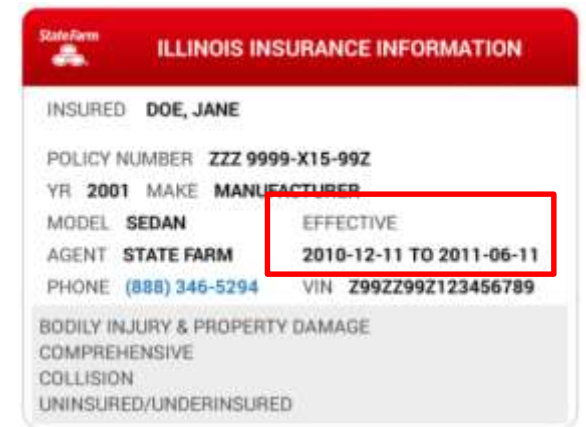 StateFarm
ILLINOIS INSURANCE INFORMATION
INSURED DOE, JANE
POLICY NUMBER ZZZ 9999-X15-99Z
YR 2001 MAKE MANUFACTURER
MODEL SEDAN EFFECTIVE
AGENT STATE FARM 2010-12-11 TO 2011-06-11
PHONE (888) 346-5294 VIN Z99ZZ99Z123456789
BODILY INJURY & PROPERTY DAMAGE
COMPREHENSIVE
COLLISION
UNINSURED/UNDERINSURED